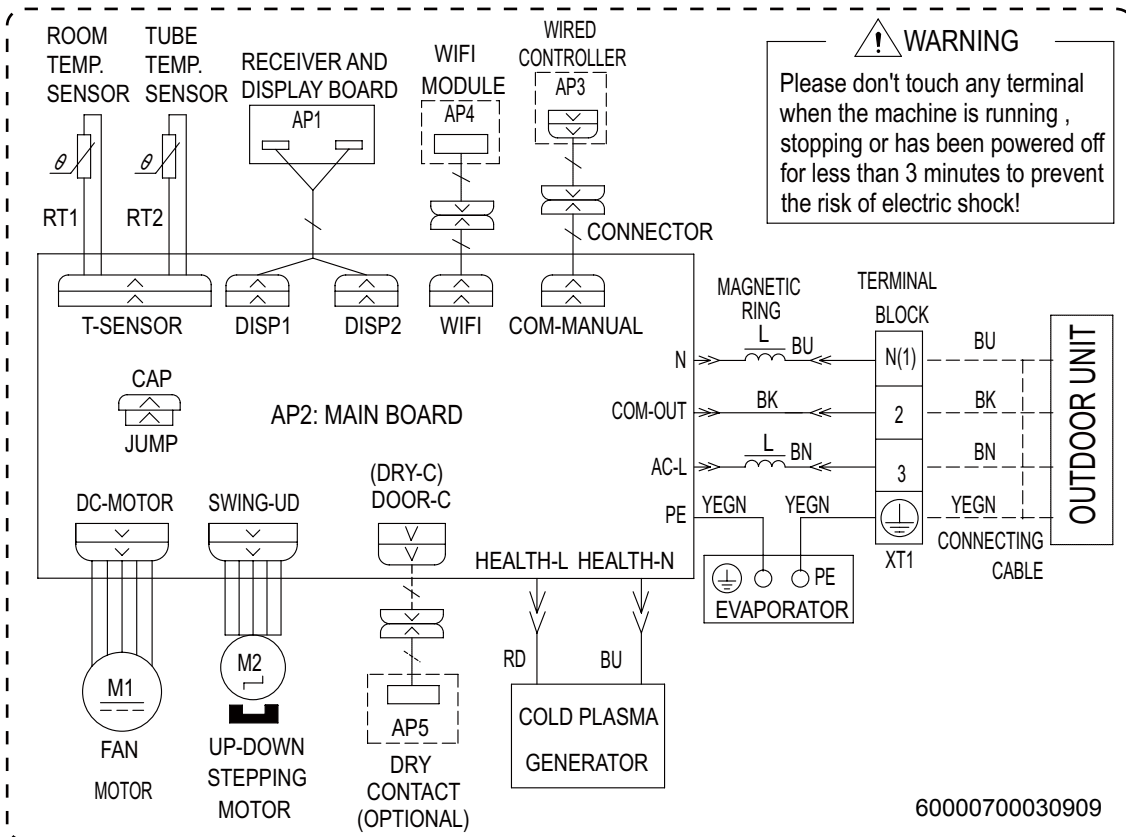 ROOM
TEMP.
SENSOR
TUBE
TEMP.
SENSOR
RECEIVER AND
DISPLAY BOARD
AP1
WIFI
MODULE
AP4
WIRED
CONTROLLER
AP3
WARNING
Please don't touch any terminal
when the machine is running ,
stopping or has been powered off
for less than 3 minutes to prevent
the risk of electric shock!
θ
θ
RT1
RT2
CONNECTOR
T-SENSOR
DISP1
DISP2
WIFI
COM-MANUAL
MAGNETIC
RING
TERMINAL
BLOCK
N
L
BU
N(1)
BU
COM-OUT
BK
2
BK
AC-L
L
BN
3
BN
PE
YEGN
YEGN
YEGN
XT1
CONNECTING
CABLE
OUTDOOR UNIT
CAP
JUMP
AP2: MAIN BOARD
DC-MOTOR
SWING-UD
(DRY-C)
DOOR-C
HEALTH-L
HEALTH-N
PE
EVAPORATOR
M1
FAN
MOTOR
M2
UP-DOWN
STEPPING
MOTOR
AP5
DRY
CONTACT
(OPTIONAL)
RD
BU
COLD PLASMA
GENERATOR
60000700030909